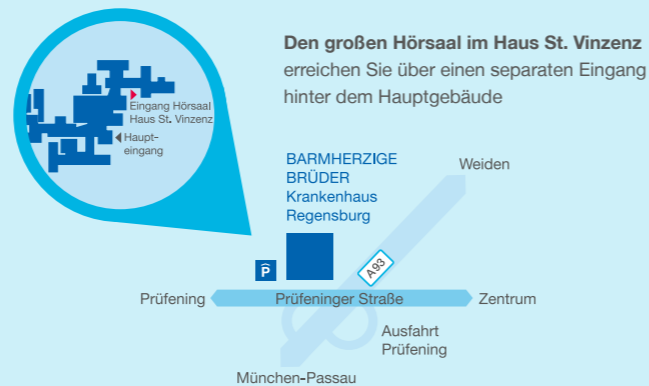 Den großen Hörsaal im Haus St. Vinzenz
erreichen Sie über einen separaten Eingang
hinter dem Hauptgebäude
Eingang Hörsaal
Haus St. Vinzenz
Haupt-
eingang
BARMHERZIGE
BRÜDER
Krankenhaus
Regensburg
Weiden
P
A93
Prüfening
Prüfeninger Straße
Zentrum
Ausfahrt
Prüfening
München-Passau